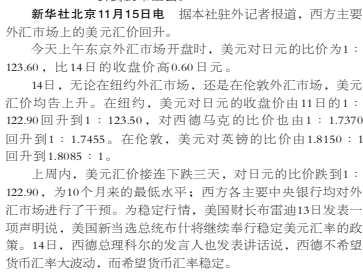 新华社北京11月15日电　据本社驻外记者报道，西方主要
外汇市场上的美元汇价回升。
今天上午东京外汇市场开盘时，美元对日元的比价为1：
123.60，比14日的收盘价高0.60日元。
14日，无论在纽约外汇市场，还是在伦敦外汇市场，美元
汇价均告上升。在纽约，美元对日元的收盘价由11日的1：
122.90回升到1：123.50，对西德马克的比价也由1：1.7370
回升到1：1.7455。在伦敦，美元对英镑的比价由1.8150：1
回升到1.8085：1。
上周内，美元汇价接连下跌三天，对日元的比价跌到1：
122.90，为10个月来的最低水平；西方各主要中央银行均对外
汇市场进行了干预。为稳定行情，美国财长布雷迪13日发表一
项声明说，美国新当选总统布什将继续奉行稳定美元汇率的政
策。14日，西德总理科尔的发言人也发表讲话说，西德不希望
货币汇率大波动，而希望货币汇率稳定。